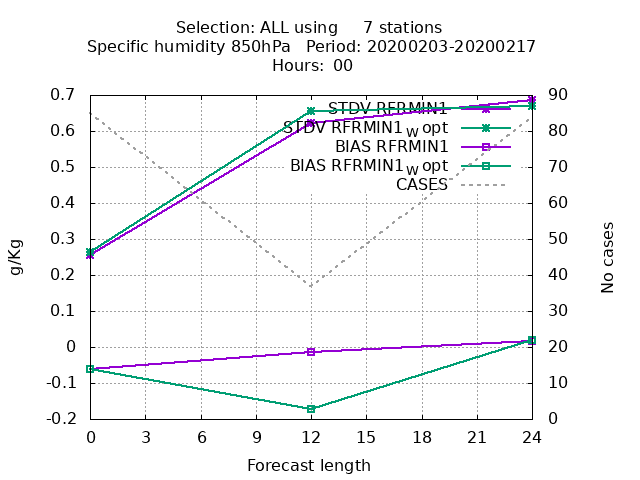 Selection: ALL using     7 stations
Specific humidity 850hPa   Period: 20200203-20200217
Hours:  00
STDV RFRMIN1
STDV RFRMIN1w opt
BIAS RFRMIN1
BIAS RFRMIN1w opt
CASES
0.7
0.6
0.5
0.4
0.3
0.2
0.1
0
-0.1
-0.2
g/Kg
90
80
70
60
50
40
30
20
10
0
No cases
0 3 6 9 12 15 18 21 24
Forecast length